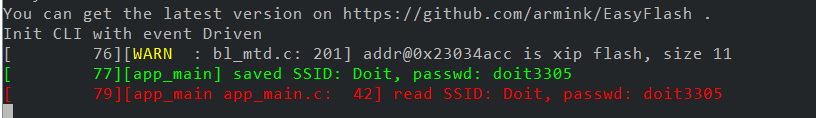 You can get the latest version on https://github.com/armink/EasyFlash .
Init CLI with event Driven
[        76][WARN  : bl_mtd.c: 201] addr@0x23034acc is xip flash, size 11
[        77][app_main] saved SSID: Doit, passwd: doit3305
[        79][app_main app_main.c:  42] read SSID: Doit, passwd: doit3305